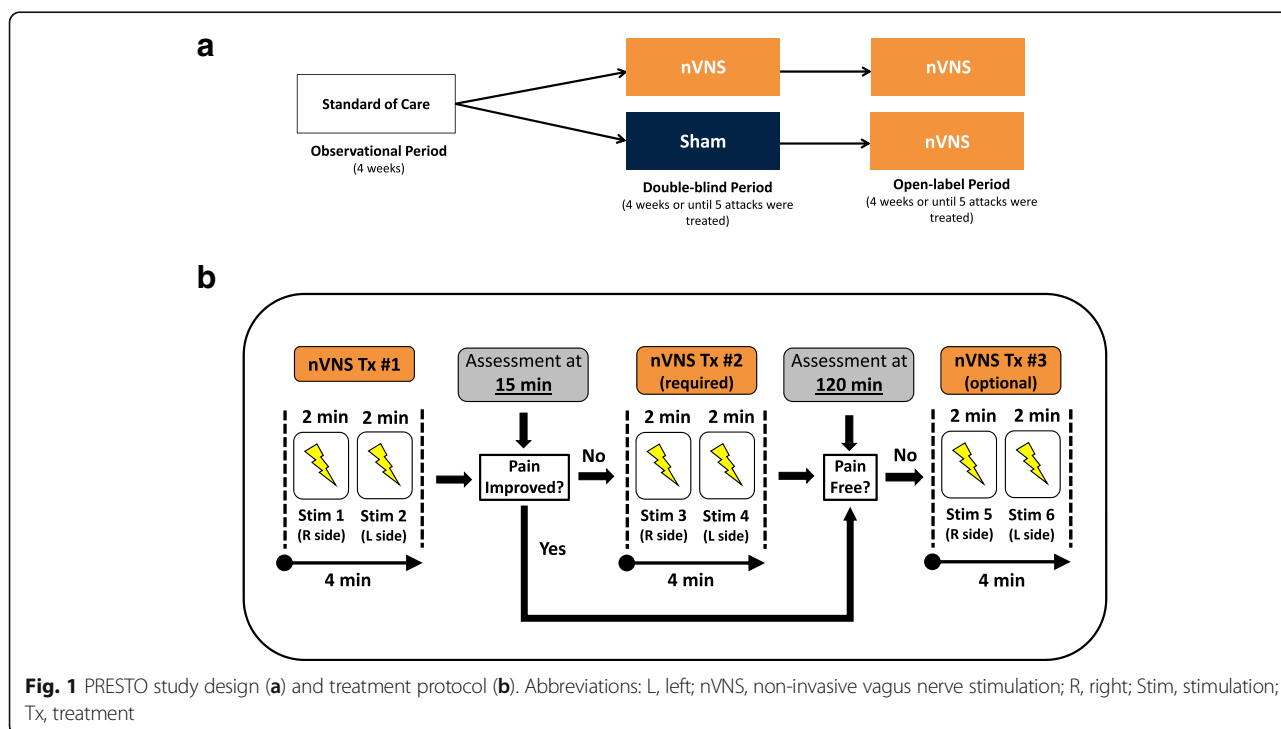 a
Standard of Care
Observational Period
(4 weeks)
nVNS
Sham
Double-blind Period
(4 weeks or until 5 attacks were
treated)
nVNS
nVNS
Open-label Period
(4 weeks or until 5 attacks were
treated)
b
nVNS Tx #1
2 min 2 min
Stim 1 Stim 2
(R side) (L side)
4 min
Assessment at
15 min
Pain
Improved?
No
Yes
nVNS Tx #2
(required)
2 min 2 min
Stim 3 Stim 4
(R side) (L side)
4 min
Assessment at
120 min
Pain
Free?
No
nVNS Tx #3
(optional)
2 min 2 min
Stim 5 Stim 6
(R side) (L side)
4 min
Fig. 1 PRESTO study design (a) and treatment protocol (b). Abbreviations: L, left; nVNS, non-invasive vagus nerve stimulation; R, right; Stim, stimulation;
Tx, treatment